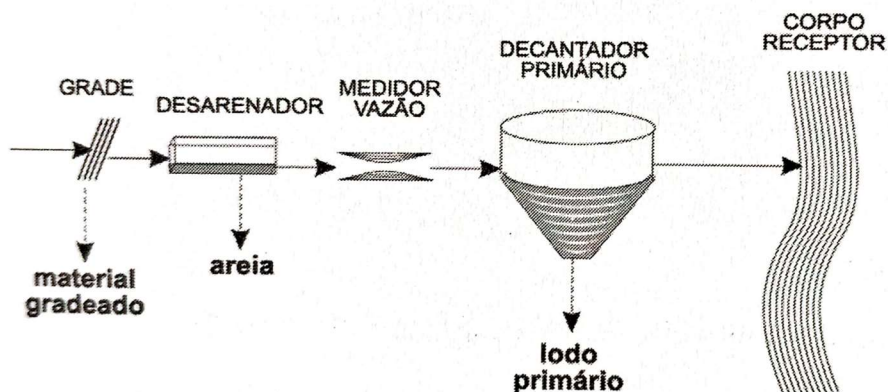 CORPO
RECEPTOR
DECANTADOR
PRIMÁRIO
GRADE
DESARENADOR
MEDIDOR
VAZÃO
material
gradeado
areia
lodo
primário